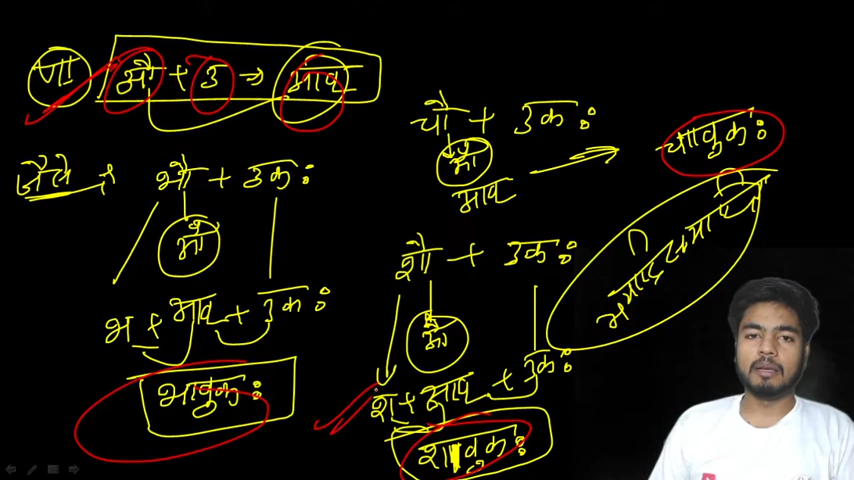 औ + उ ⇒ आव
जैसे :- भौ + उकः
औ
भ् + आव् + उकः
भावुकः
चौ + उकः
औ
आव् → चावुकः
शौ + उकः
औ
श् + आव् + उकः
शावुकः